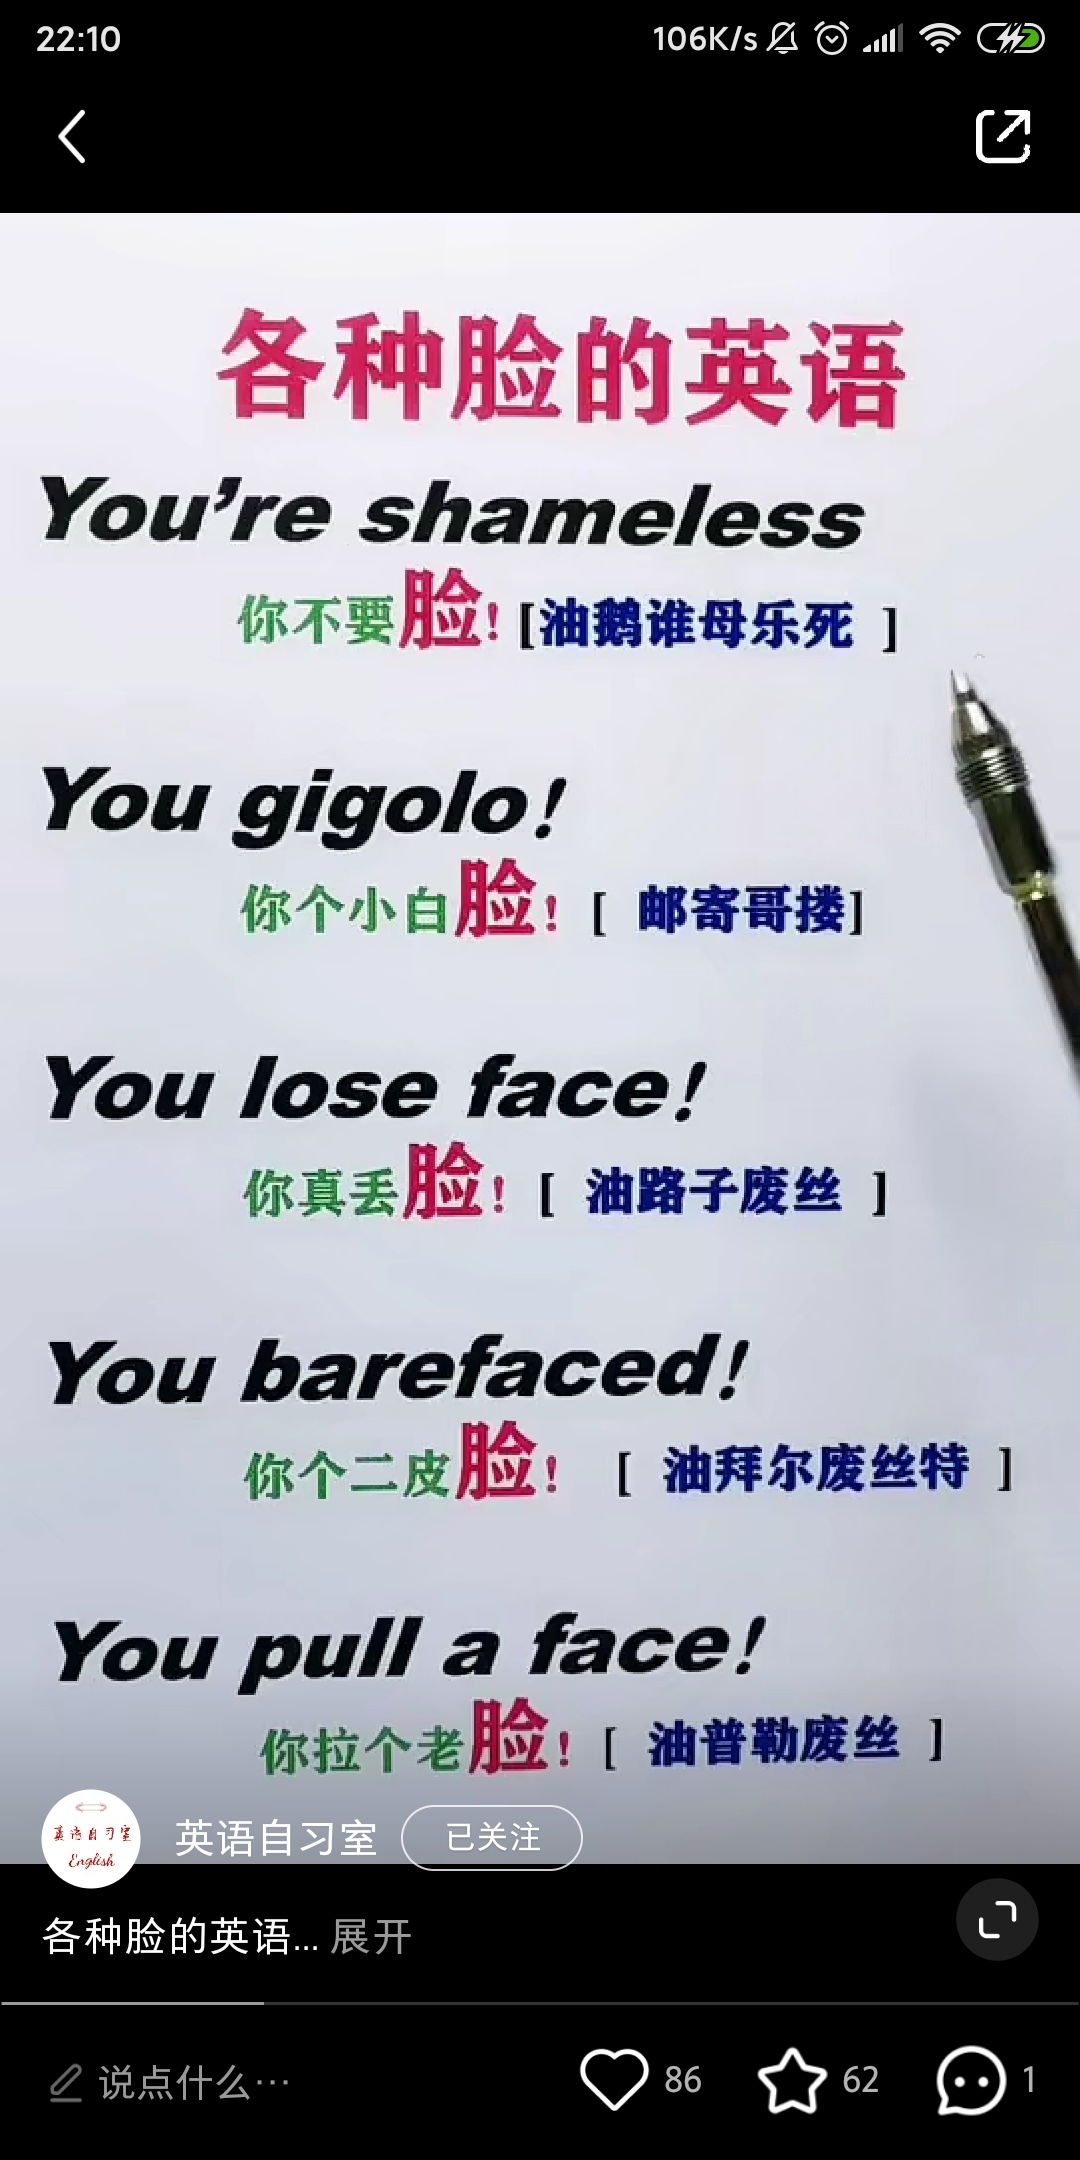 22:10 106K/s
各种脸的英语
You're shameless
你不要脸! [油鹅谁母乐死 ]
You gigolo!
你个小白脸! [ 邮寄哥搂]
You lose face!
你真丢脸! [ 油路子废丝 ]
You barefaced!
你个二皮脸! [ 油拜尔废丝特 ]
You pull a face!
你拉个老脸! [ 油普勒废丝 ]
英语自习室
English
英语自习室 已关注
各种脸的英语... 展开
说点什么... 86 62 1